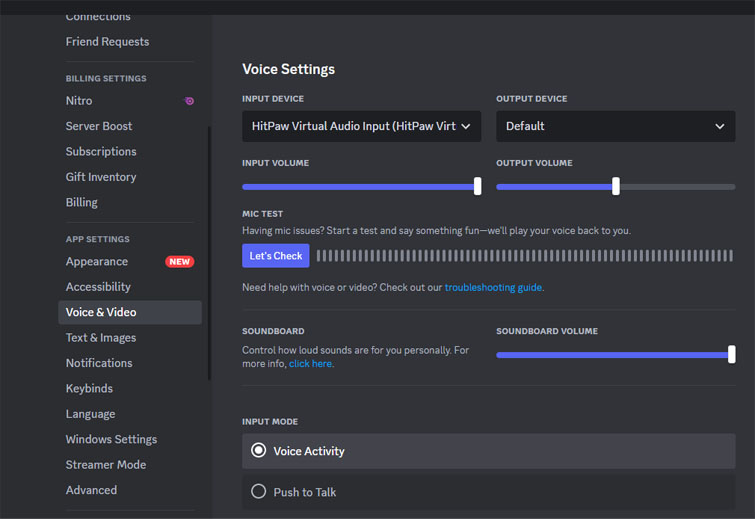 Connections
Friend Requests
BILLING SETTINGS
Nitro
Server Boost
Subscriptions
Gift Inventory
Billing
APP SETTINGS
Appearance NEW
Accessibility
Voice & Video
Text & Images
Notifications
Keybinds
Language
Windows Settings
Streamer Mode
Advanced
Voice Settings
INPUT DEVICE
HitPaw Virtual Audio Input (HitPaw Virt
OUTPUT DEVICE
Default
INPUT VOLUME
OUTPUT VOLUME
MIC TEST
Having mic issues? Start a test and say something fun—we'll play your voice back to you.
Let's Check
Need help with voice or video? Check out our troubleshooting guide.
SOUNDBOARD
Control how loud sounds are for you personally. For
more info, click here.
SOUNDBOARD VOLUME
INPUT MODE
Voice Activity
Push to Talk